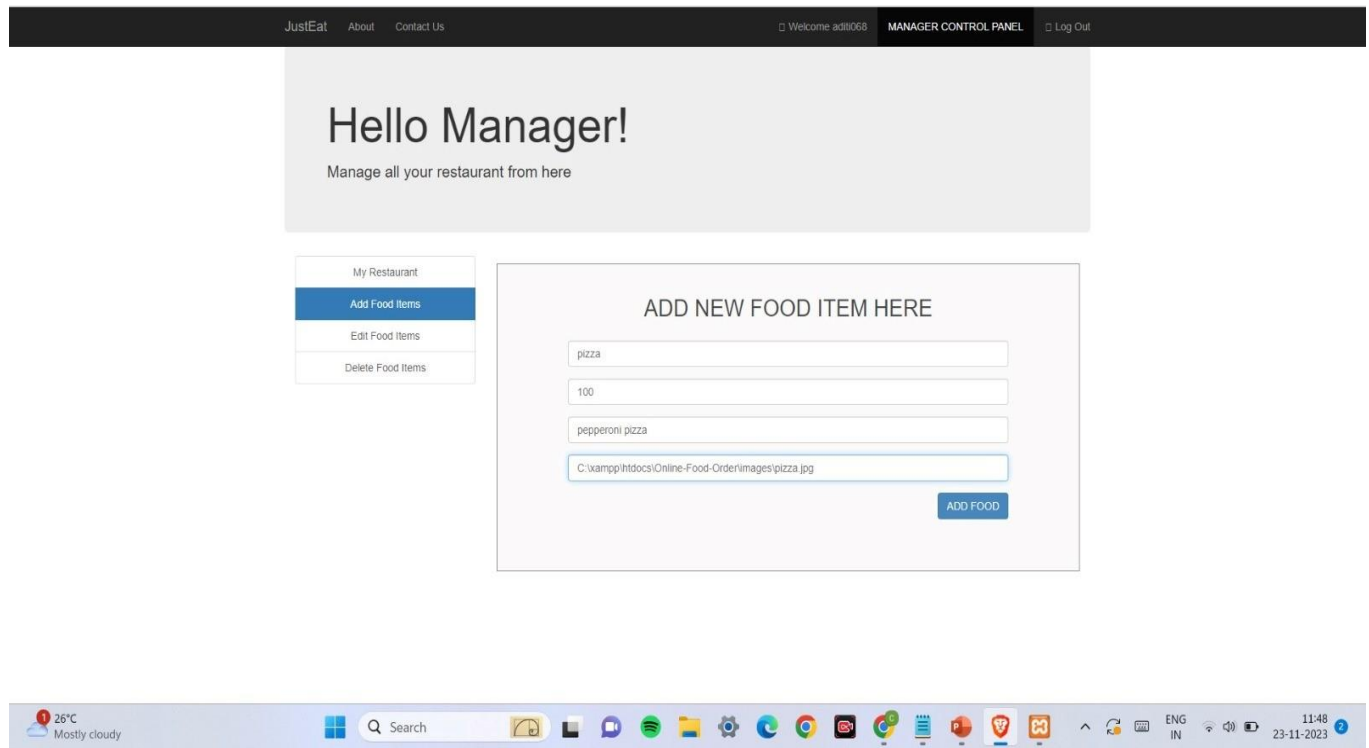 JustEat About Contact Us Welcome aditi068 MANAGER CONTROL PANEL Log Out
Hello Manager!
Manage all your restaurant from here
My Restaurant
Add Food Items
Edit Food Items
Delete Food Items
ADD NEW FOOD ITEM HERE
pizza
100
pepperoni pizza
C:\xampp\htdocs\Online-Food-Order\images\pizza.jpg
ADD FOOD
1
26°C
Mostly cloudy
Search
ENG
IN
11:48
23-11-2023
2